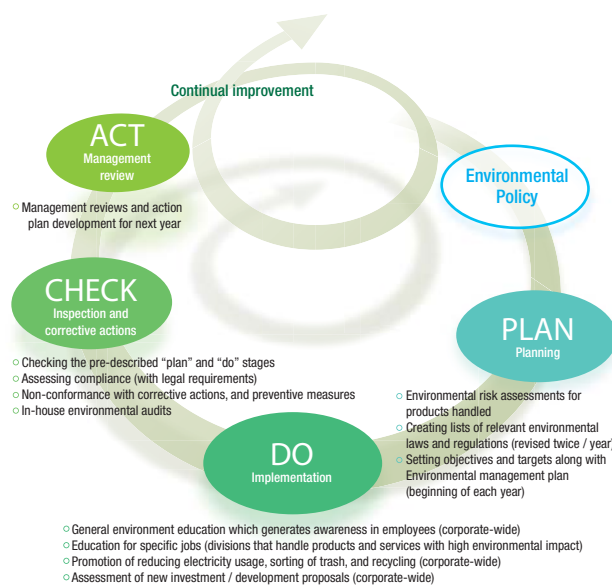 Continual improvement
ACT
Management
review
○ Management reviews and action
plan development for next year
Environmental
Policy
CHECK
Inspection and
corrective actions
○ Checking the pre-described “plan” and “do” stages
○ Assessing compliance (with legal requirements)
○ Non-conformance with corrective actions, and preventive measures
○ In-house environmental audits
PLAN
Planning
○ Environmental risk assessments for
products handled
○ Creating lists of relevant environmental
laws and regulations (revised twice / year)
○ Setting objectives and targets along with
Environmental management plan
(beginning of each year)
DO
Implementation
○ General environment education which generates awareness in employees (corporate-wide)
○ Education for specific jobs (divisions that handle products and services with high environmental impact)
○ Promotion of reducing electricity usage, sorting of trash, and recycling (corporate-wide)
○ Assessment of new investment / development proposals (corporate-wide)